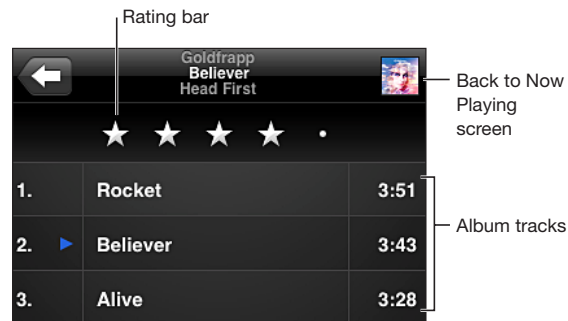 Rating bar
Goldfrapp
Believer
Head First
Back to Now
Playing
screen
1. Rocket 3:51
2. Believer 3:43
3. Alive 3:28
Album tracks